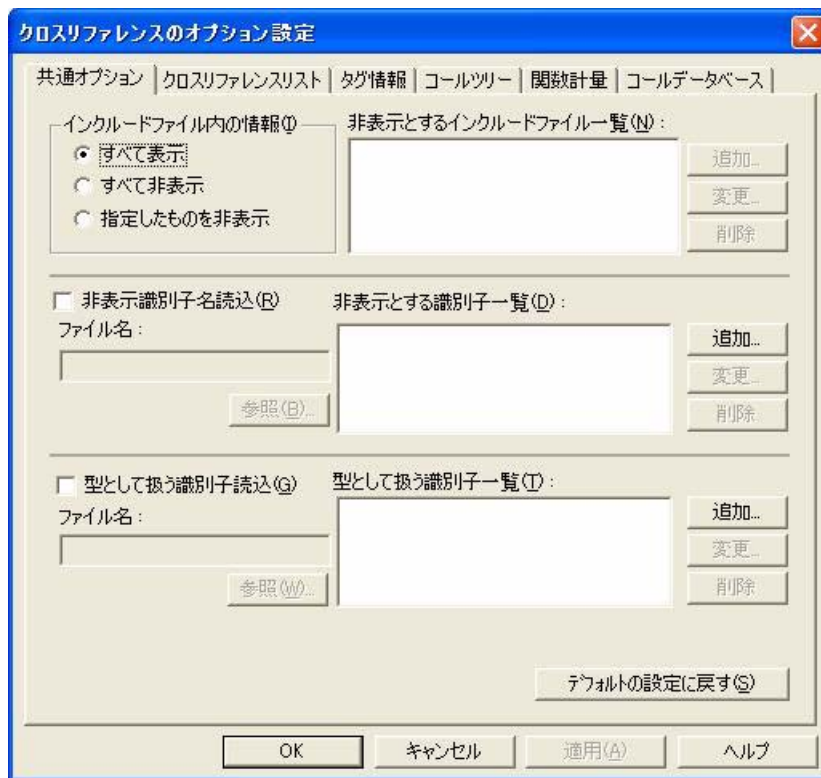 クロスリファレンスのオプション設定
共通オプション クロスリファレンスリスト タグ情報 コールツリー 関数計量 コールデータベース
インクルードファイル内の情報(I)
すべて表示
すべて非表示
指定したものを非表示
非表示とするインクルードファイル一覧(N):
追加...
変更...
削除
非表示識別子名読込(R)
ファイル名:
参照(B)...
非表示とする識別子一覧(D):
追加...
変更...
削除
型として扱う識別子読込(G)
ファイル名:
参照(W)...
型として扱う識別子一覧(T):
追加...
変更...
削除
デフォルトの設定に戻す(S)
OK キャンセル 適用(A) ヘルプ